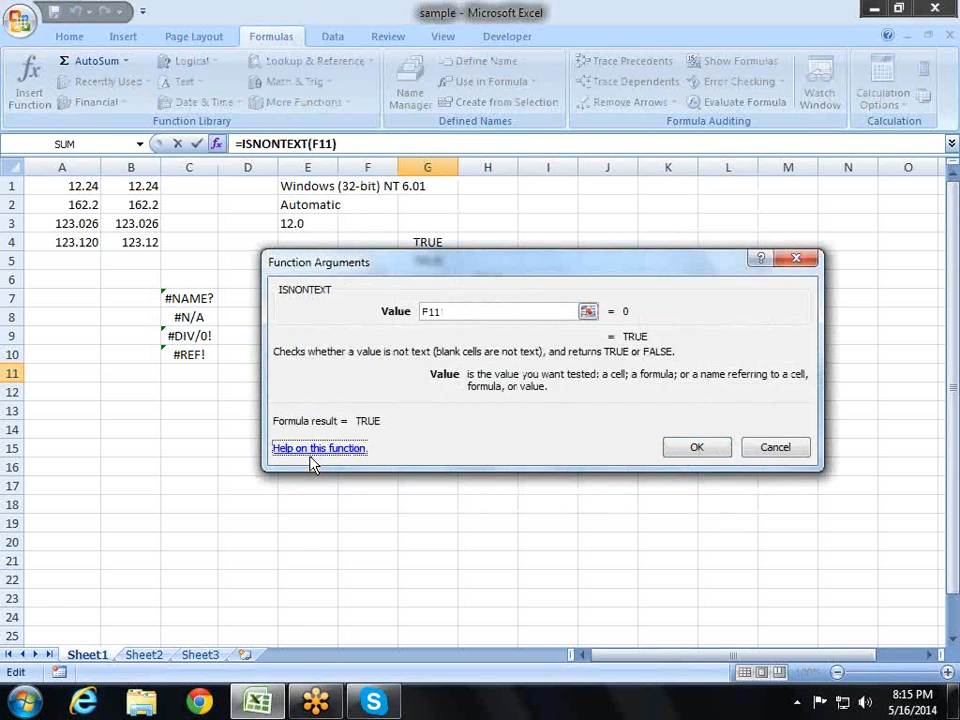 sample - Microsoft Excel
Home Insert Page Layout Formulas Data Review View Developer
Insert Function
AutoSum
Recently Used
Financial
Logical
Text
Date & Time
Lookup & Reference
Math & Trig
More Functions
Function Library
Name Manager
Define Name
Use in Formula
Create from Selection
Defined Names
Trace Precedents
Trace Dependents
Remove Arrows
Show Formulas
Error Checking
Evaluate Formula
Formula Auditing
Watch Window
Calculation Options
Calculation
SUM fx =ISNONTEXT(F11)
A B C D E F G H I J K L M N O
1 12.24 12.24 Windows (32-bit) NT 6.01
2 162.2 162.2 Automatic
3 123.026 123.026 12.0
4 123.120 123.12 TRUE
5
6
7 #NAME?
8 #N/A
9 #DIV/0!
10 #REF!
11
12
13
14
15
16
17
18
19
20
21
22
23
24
25
Function Arguments
ISNONTEXT
Value F11 = 0
= TRUE
Checks whether a value is not text (blank cells are not text), and returns TRUE or FALSE.
Value is the value you want tested: a cell; a formula; or a name referring to a cell,
formula, or value.
Formula result = TRUE
Help on this function.
OK Cancel
Sheet1 Sheet2 Sheet3
Edit 100%
8:15 PM
5/16/2014